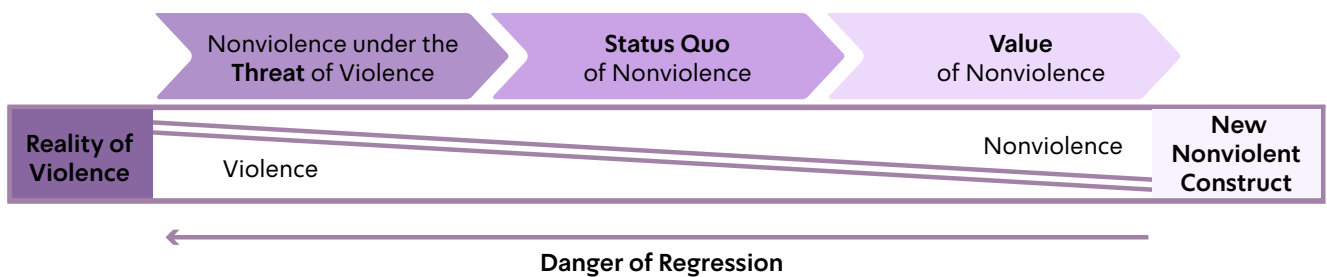 Nonviolence under the
Threat of Violence
Status Quo
of Nonviolence
Value
of Nonviolence
Reality of
Violence
Violence
Nonviolence
New
Nonviolent
Construct
Danger of Regression